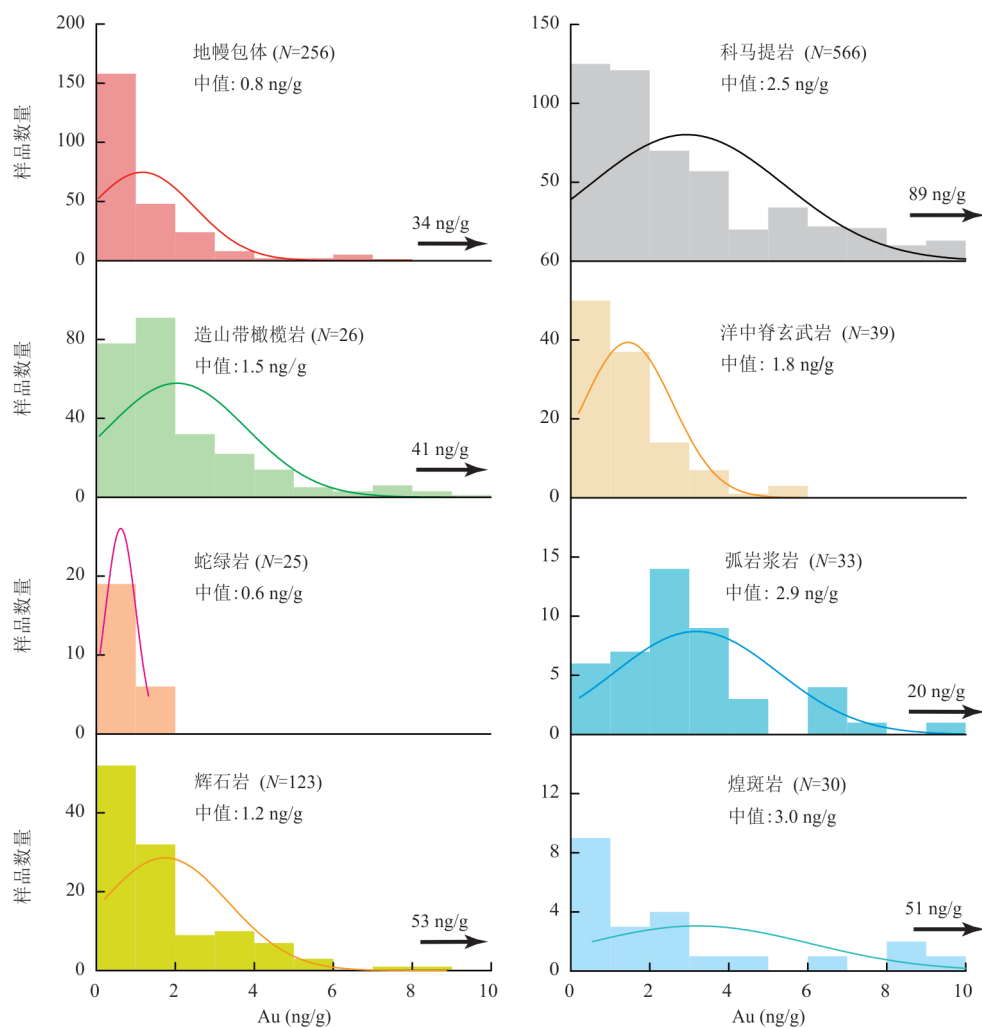 200
150
100
50
0
样品数量
地幔包体 (N=256)
中值: 0.8 ng/g
34 ng/g
150
100
50
60
科马提岩 (N=566)
中值: 2.5 ng/g
89 ng/g
80
40
0
样品数量
造山带橄榄岩 (N=26)
中值: 1.5 ng/g
41 ng/g
40
20
0
洋中脊玄武岩 (N=39)
中值: 1.8 ng/g
20
10
0
样品数量
蛇绿岩 (N=25)
中值: 0.6 ng/g
15
10
5
0
弧岩浆岩 (N=33)
中值: 2.9 ng/g
20 ng/g
40
20
0
样品数量
辉石岩 (N=123)
中值: 1.2 ng/g
53 ng/g
0 2 4 6 8 10
Au (ng/g)
12
8
4
0
煌斑岩 (N=30)
中值: 3.0 ng/g
51 ng/g
0 2 4 6 8 10
Au (ng/g)